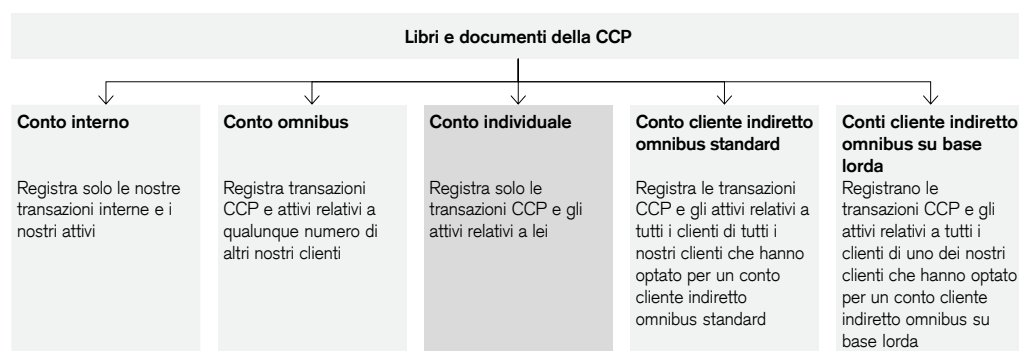 Libri e documenti della CCP
Conto interno
Registra solo le nostre
transazioni interne e i
nostri attivi
Conto omnibus
Registra transazioni
CCP e attivi relativi a
qualunque numero di
altri nostri clienti
Conto individuale
Registra solo le
transazioni CCP e gli
attivi relativi a lei
Conto cliente indiretto
omnibus standard
Registra le transazioni
CCP e gli attivi relativi a
tutti i clienti di tutti i
nostri clienti che hanno
optato per un conto
cliente indiretto
omnibus standard
Conti cliente indiretto
omnibus su base
lorda
Registrano le
transazioni CCP e gli
attivi relativi a tutti i
clienti di uno dei nostri
clienti che hanno optato
per un conto cliente
indiretto omnibus su
base lorda